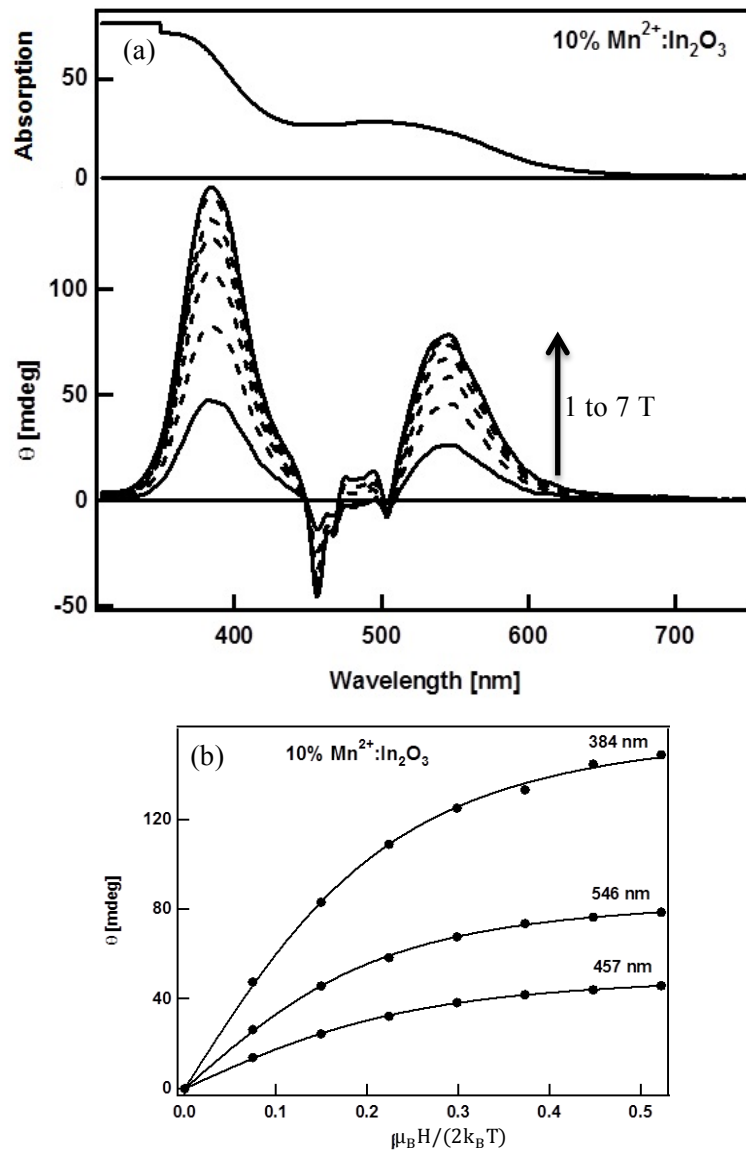 (a)
10% Mn²⁺:In₂O₃
Absorption
50
0
100
50
0
-50
Θ [mdeg]
1 to 7 T
400
500
600
700
Wavelength [nm]
(b)
10% Mn²⁺:In₂O₃
384 nm
546 nm
457 nm
120
80
40
0
θ [mdeg]
0.0
0.1
0.2
0.3
0.4
0.5
μ_BH/(2k_BT)